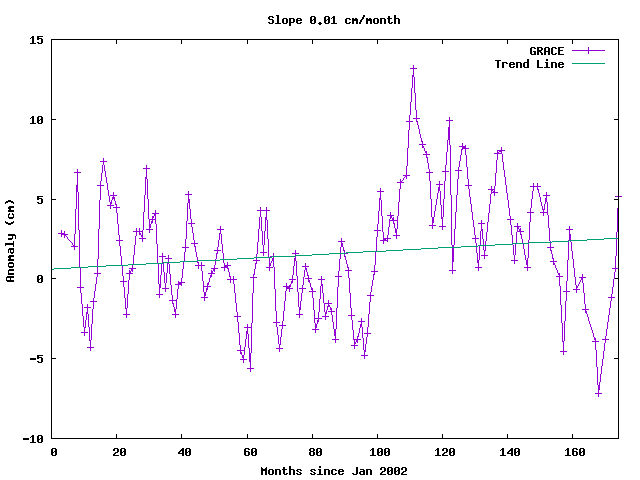 Slope 0.01 cm/month
GRACE
Trend Line
15
10
5
0
-5
-10
Anomaly (cm)
0 20 40 60 80 100 120 140 160
Months since Jan 2002